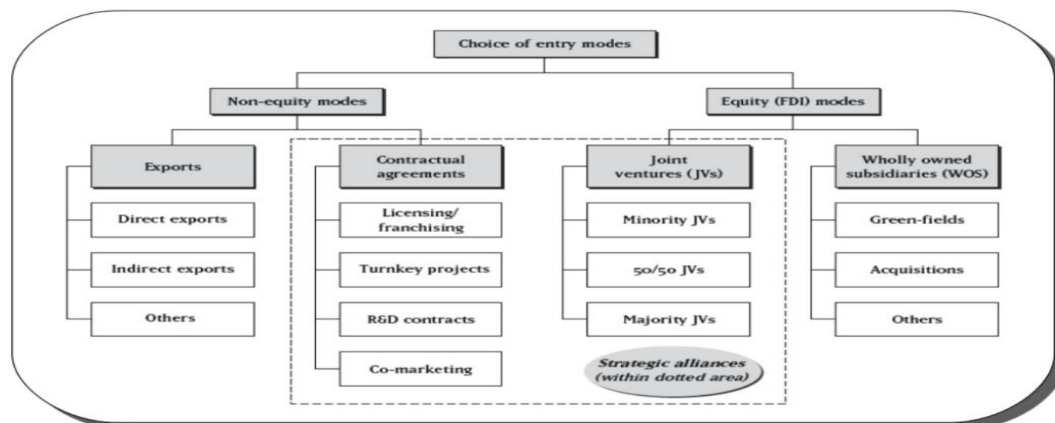 Choice of entry modes
Non-equity modes
Equity (FDI) modes
Exports
Contractual
agreements
Joint
ventures (JVs)
Wholly owned
subsidiaries (WOS)
Direct exports
Licensing/
franchising
Minority JVs
Green-fields
Indirect exports
Turnkey projects
50/50 JVs
Acquisitions
Others
R&D contracts
Majority JVs
Others
Co-marketing
Strategic alliances
(within dotted area)